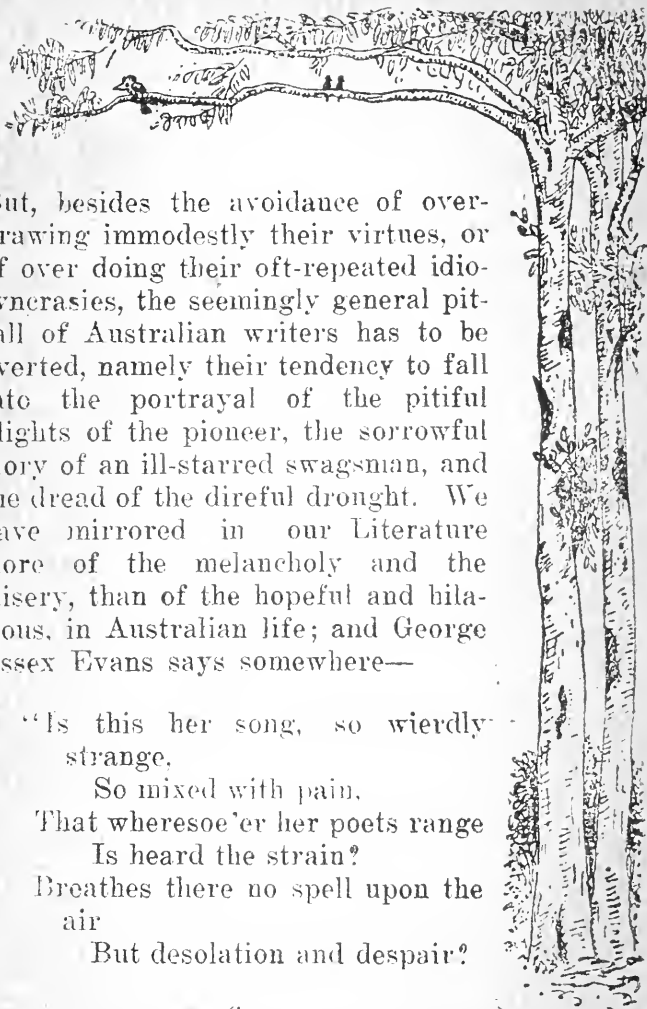 ut, besides the avoidance of over-
rawing immodestly their virtues, or
f over doing their oft-repeated idio-
yncrasies, the seemingly general pit-
all of Australian writers has to be
verted, namely their tendency to fall
nto the portrayal of the pitiful
lights of the pioneer, the sorrowful
ory of an ill-starred swagsman, and
he dread of the direful drought. We
ave mirrored in our Literature
ore of the melancholy and the
isery, than of the hopeful and hila-
ous, in Australian life; and George
ssex Evans says somewhere—
"Is this her song, so wierdly
strange,
So mixed with pain,
That wheresoe'er her poets range
Is heard the strain?
Breathes there no spell upon the
air
But desolation and despair?